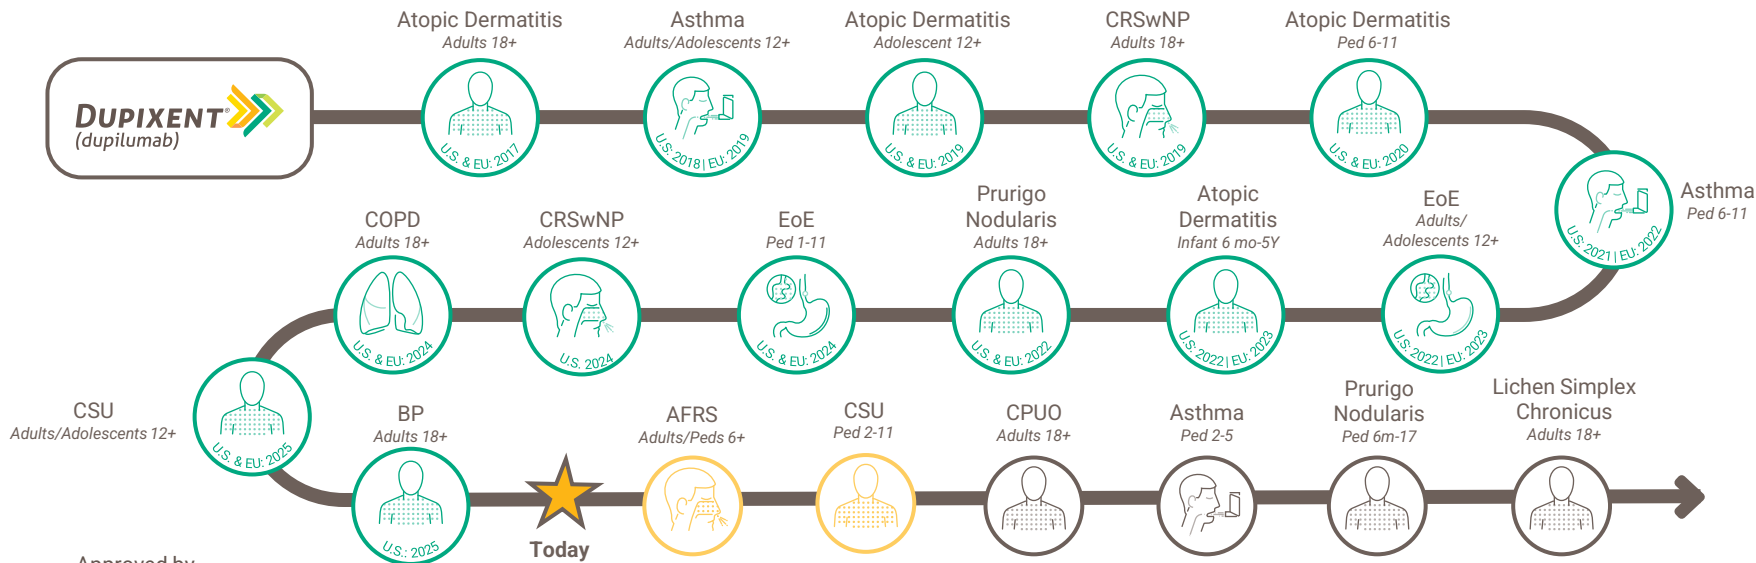 DUPIXENT®
(dupilumab)
Atopic Dermatitis
Adults 18+
U.S. & EU: 2017
Asthma
Adults/Adolescents 12+
U.S: 2018 | EU: 2019
Atopic Dermatitis
Adolescent 12+
U.S. & EU: 2019
CRSwNP
Adults 18+
U.S. & EU: 2019
Atopic Dermatitis
Ped 6-11
U.S. & EU: 2020
Asthma
Ped 6-11
U.S: 2021 | EU: 2022
EoE
Adults/
Adolescents 12+
U.S: 2022 | EU: 2023
Atopic
Dermatitis
Infant 6 mo-5Y
U.S: 2022 | EU: 2023
Prurigo
Nodularis
Adults 18+
U.S. & EU: 2022
EoE
Ped 1-11
U.S. & EU: 2024
CRSwNP
Adolescents 12+
U.S. 2024
COPD
Adults 18+
U.S. & EU: 2024
CSU
Adults/Adolescents 12+
U.S. & EU: 2025
BP
Adults 18+
U.S.: 2025
Today
AFRS
Adults/Peds 6+
CSU
Ped 2-11
CPUO
Adults 18+
Asthma
Ped 2-5
Prurigo
Nodularis
Ped 6m-17
Lichen Simplex
Chronicus
Adults 18+
Approved by